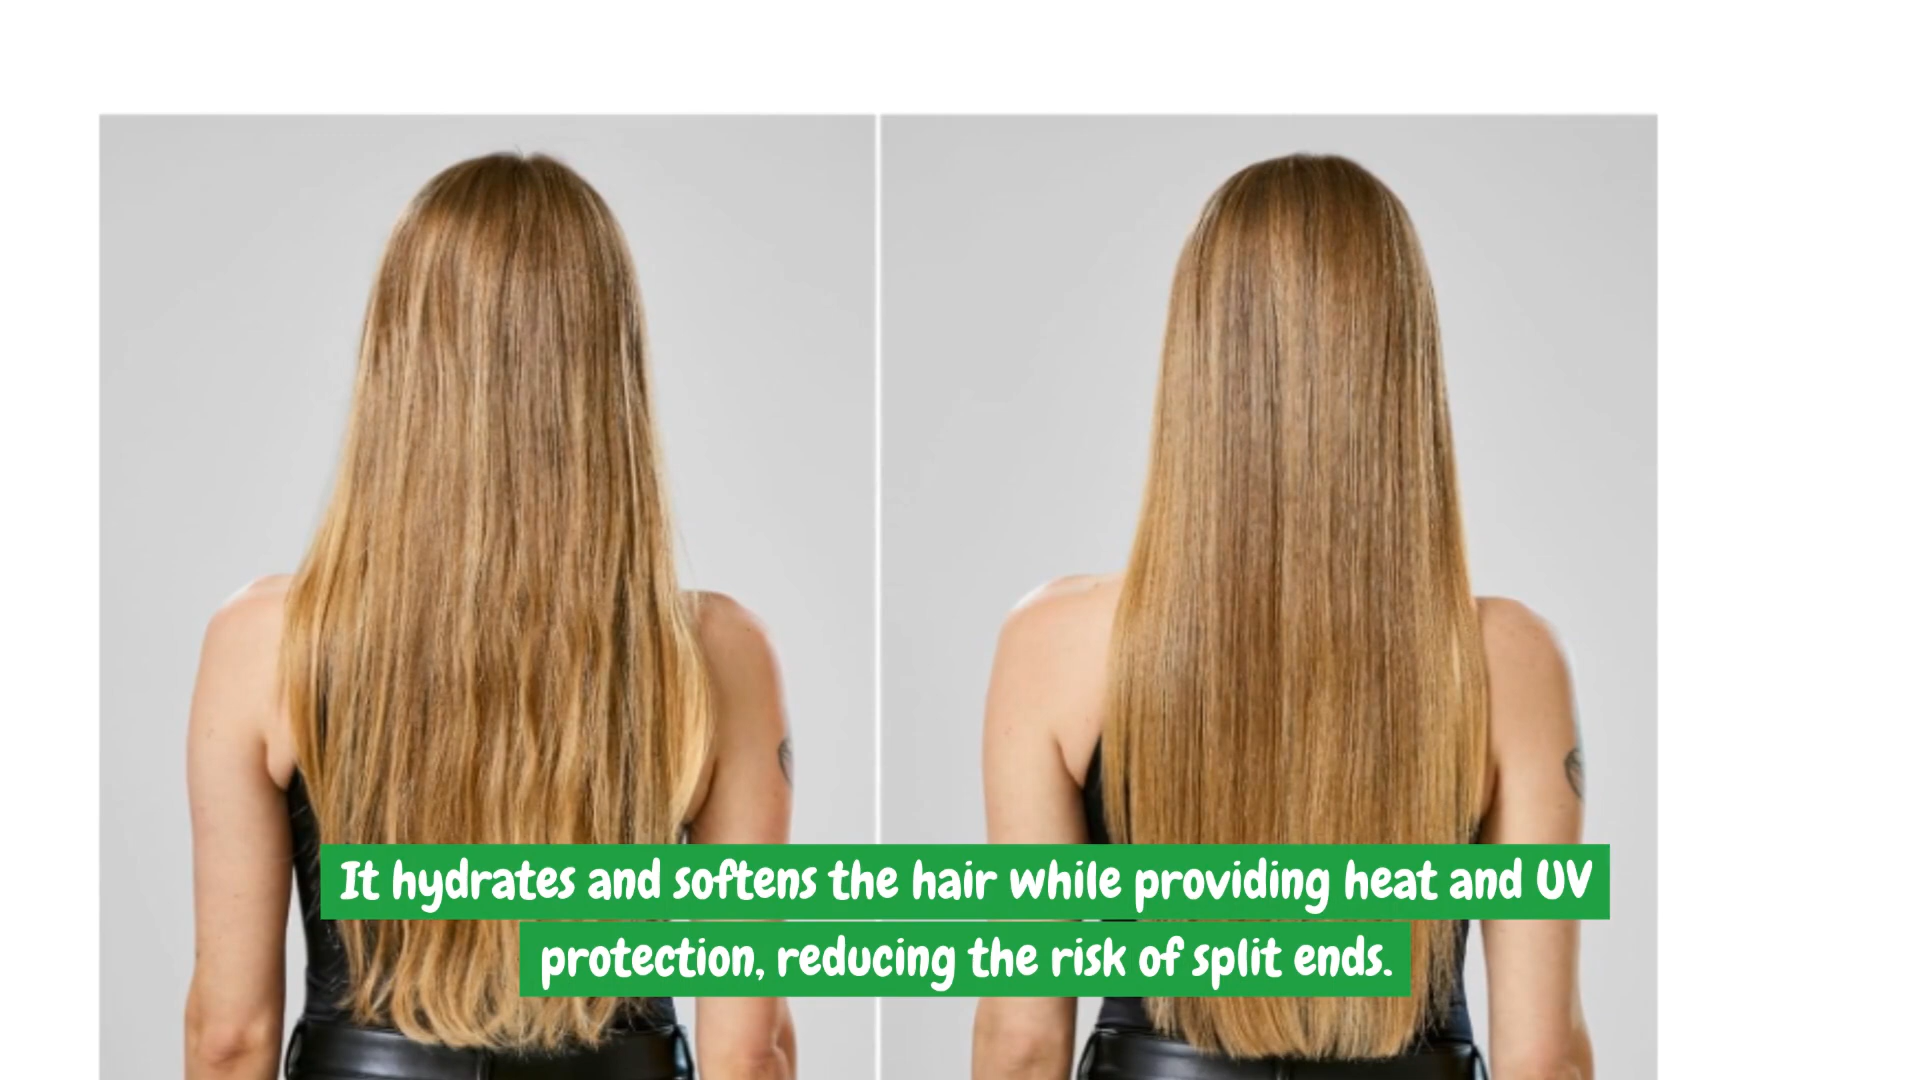 It hydrates and softens the hair while providing heat and UV
protection, reducing the risk of split ends.